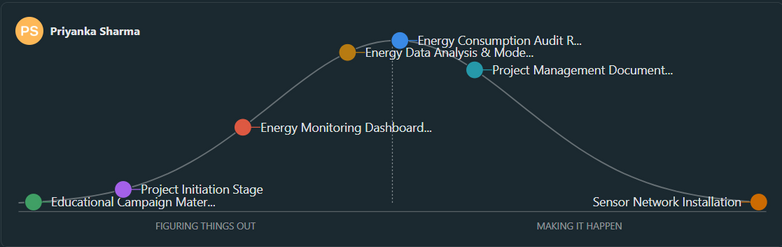 PS
Priyanka Sharma
Energy Consumption Audit R...
Energy Data Analysis & Mode...
Project Management Document...
Energy Monitoring Dashboard...
Project Initiation Stage
Educational Campaign Mater...
Sensor Network Installation
FIGURING THINGS OUT
MAKING IT HAPPEN